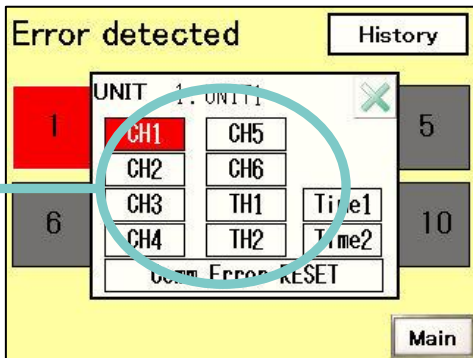 Error detected
History
UNIT 1. UNIT1
1
5
CH1 CH5
CH2 CH6
CH3 TH1 Time1
CH4 TH2 Time2
6
10
Comm Error RESET
Main